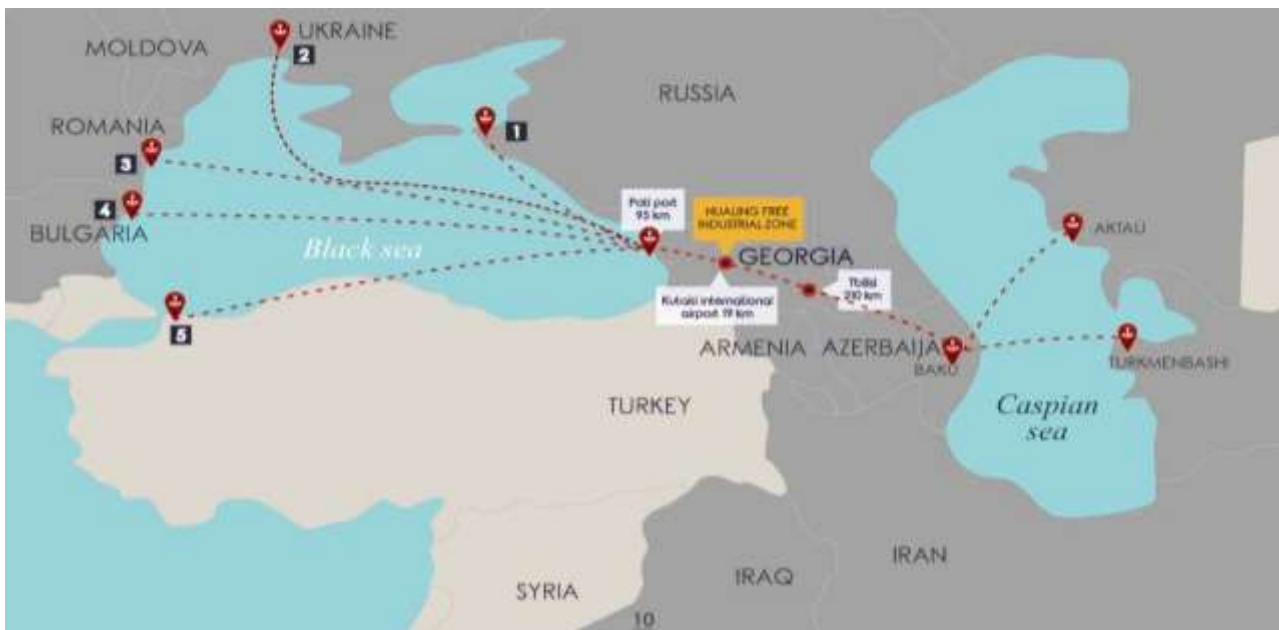 UKRAINE
MOLDOVA
2
RUSSIA
ROMANIA
1
3
4
BULGARIA
Poti port
95 km
HUALING FREE
INDUSTRIAL ZONE
Black sea
GEORGIA
AKTAU
Tbilisi
210 km
Kutaisi international
airport 19 km
5
ARMENIA
AZERBAIJA
BAKU
TURKMENBASHI
TURKEY
Caspian
sea
IRAN
IRAQ
SYRIA
10